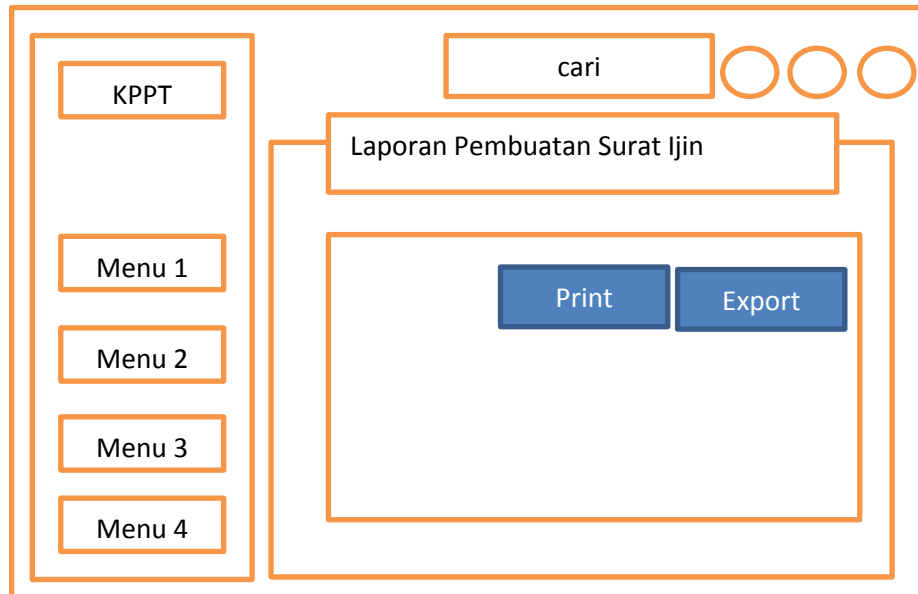 KPPT
cari
Laporan Pembuatan Surat Ijin
Menu 1
Menu 2
Menu 3
Menu 4
Print
Export